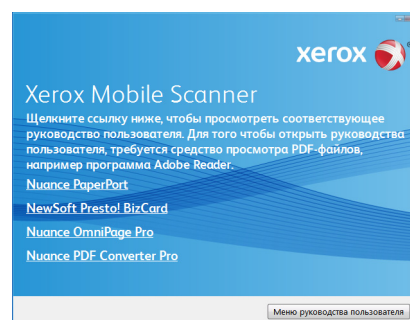 xerox
Xerox Mobile Scanner
Щелкните ссылку ниже, чтобы просмотреть соответствующее
руководство пользователя. Для того чтобы открыть руководства
пользователя, требуется средство просмотра PDF-файлов,
например программа Adobe Reader.
Nuance PaperPort
NewSoft Presto! BizCard
Nuance OmniPage Pro
Nuance PDF Converter Pro
Меню руководства пользователя